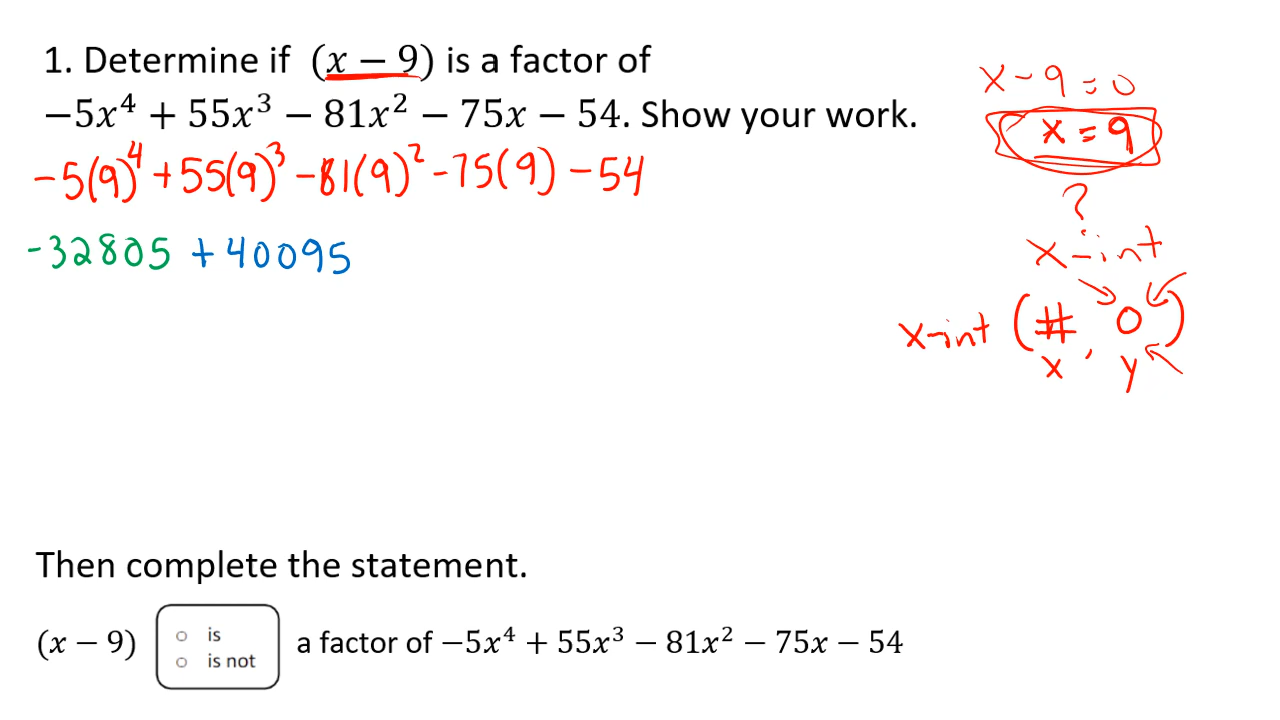 1. Determine if (x − 9) is a factor of
−5x⁴ + 55x³ − 81x² − 75x − 54. Show your work.
-5(9)⁴ +55(9)³ -81(9)² -75(9) -54
-32805 +40095
x-9=0
x=9
?
x-int
x-int (# , 0)
x y
Then complete the statement.
(x − 9)
is
is not
a factor of −5x⁴ + 55x³ − 81x² − 75x − 54